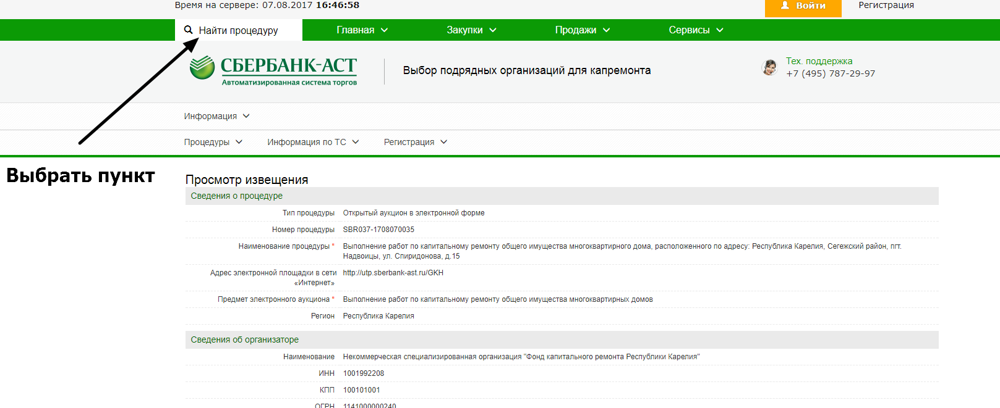 Время на сервере: 07.08.2017 16:46:58
Войти
Регистрация
Найти процедуру
Главная
Закупки
Продажи
Сервисы
СБЕРБАНК-АСТ
Автоматизированная система торгов
Выбор подрядных организаций для капремонта
Тех. поддержка
+7 (495) 787-29-97
Информация
Процедуры
Информация по ТС
Регистрация
Выбрать пункт
Просмотр извещения
Сведения о процедуре
Тип процедуры Открытый аукцион в электронной форме
Номер процедуры SBR037-1708070035
Наименование процедуры * Выполнение работ по капитальному ремонту общего имущества многоквартирного дома, расположенного по адресу: Республика Карелия, Сегежский район, пгт.
Надвоицы, ул. Спиридонова, д.15
Адрес электронной площадки в сети http://utp.sberbank-ast.ru/GKH
«Интернет»
Предмет электронного аукциона * Выполнение работ по капитальному ремонту общего имущества многоквартирных домов
Регион Республика Карелия
Сведения об организаторе
Наименование Некоммерческая специализированная организация "Фонд капитального ремонта Республики Карелия"
ИНН 1001992208
КПП 100101001
ОГРН 1141000000240